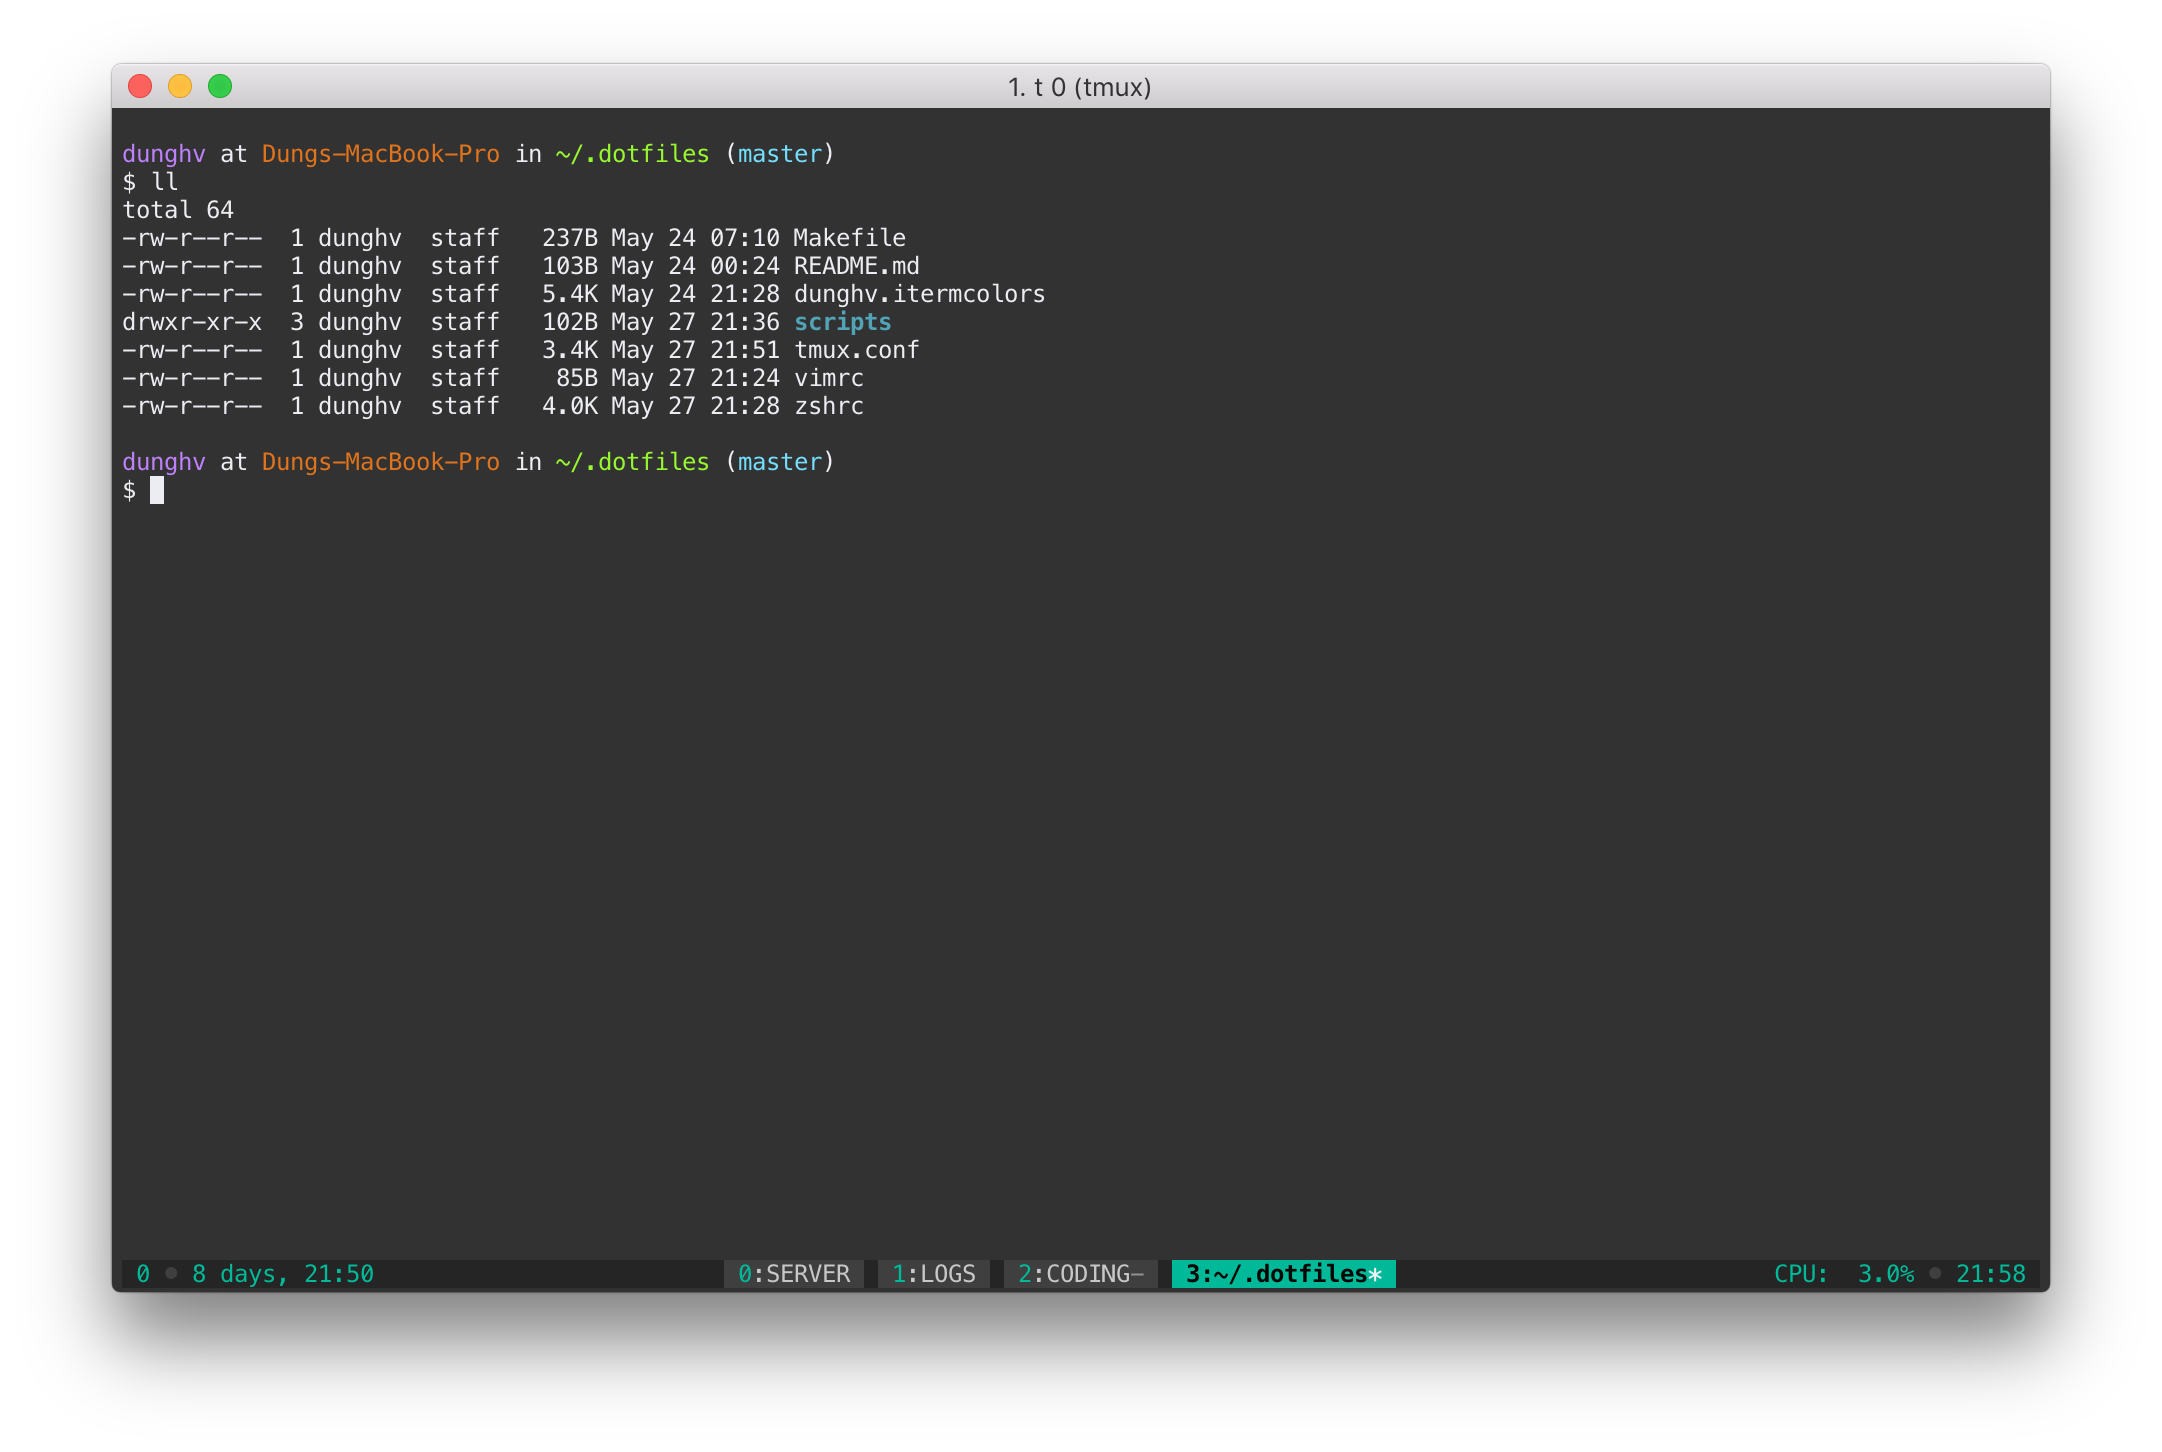 1. t 0 (tmux)
dunghv at Dungs-MacBook-Pro in ~/.dotfiles (master)
$ ll
total 64
-rw-r--r--  1 dunghv  staff   237B May 24 07:10 Makefile
-rw-r--r--  1 dunghv  staff   103B May 24 00:24 README.md
-rw-r--r--  1 dunghv  staff   5.4K May 24 21:28 dunghv.itermcolors
drwxr-xr-x  3 dunghv  staff   102B May 27 21:36 scripts
-rw-r--r--  1 dunghv  staff   3.4K May 27 21:51 tmux.conf
-rw-r--r--  1 dunghv  staff    85B May 27 21:24 vimrc
-rw-r--r--  1 dunghv  staff   4.0K May 27 21:28 zshrc
dunghv at Dungs-MacBook-Pro in ~/.dotfiles (master)
$
0 ● 8 days, 21:50 0:SERVER 1:LOGS 2:CODING- 3:~/.dotfiles* CPU:  3.0% ● 21:58